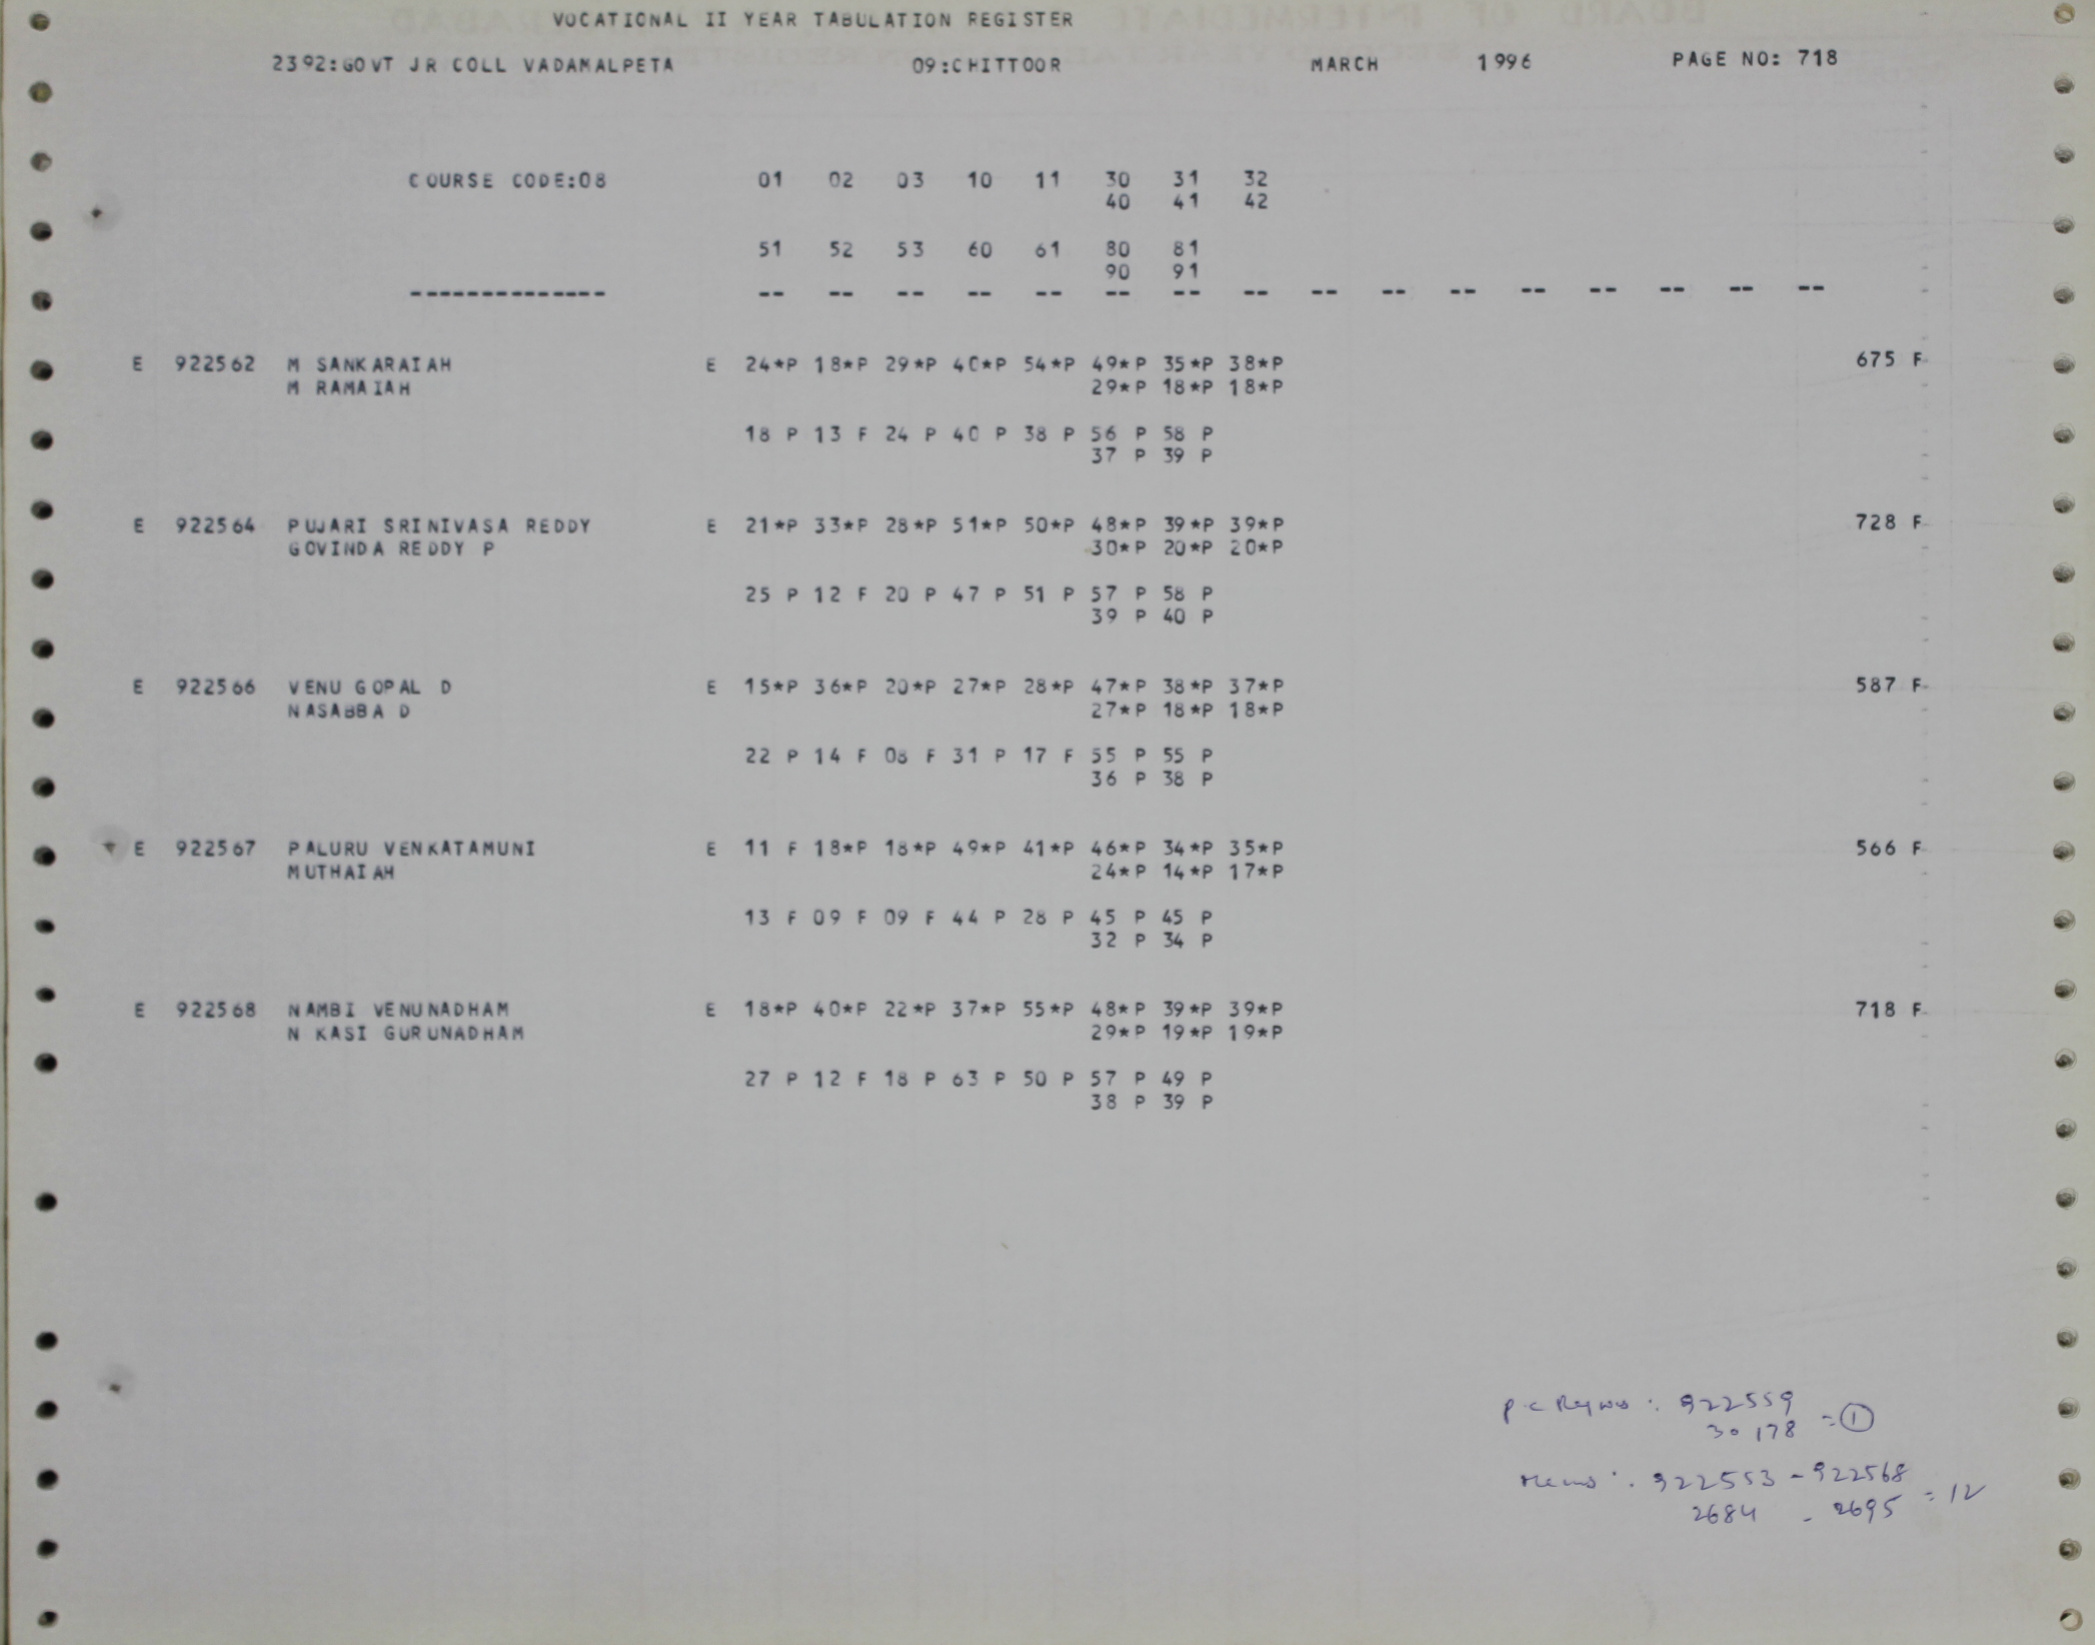 VOCATIONAL II YEAR TABULATION REGISTER
2392:GOVT JR COLL VADAMALPETA 09:CHITTOOR MARCH 1996 PAGE NO: 718
COURSE CODE:08 01 02 03 10 11 30 31 32
40 41 42
51 52 53 60 61 80 81
90 91
-------------- -- -- -- -- -- -- -- -- -- -- -- -- -- -- -- --
E 922562 M SANKARAIAH E 24*P 18*P 29*P 40*P 54*P 49*P 35*P 38*P 675 F
M RAMAIAH 29*P 18*P 18*P
18 P 13 F 24 P 40 P 38 P 56 P 58 P
37 P 39 P
E 922564 PUJARI SRINIVASA REDDY E 21*P 33*P 28*P 51*P 50*P 48*P 39*P 39*P 728 F
GOVINDA REDDY P 30*P 20*P 20*P
25 P 12 F 20 P 47 P 51 P 57 P 58 P
39 P 40 P
E 922566 VENU GOPAL D E 15*P 36*P 20*P 27*P 28*P 47*P 38*P 37*P 587 F
NASABBA D 27*P 18*P 18*P
22 P 14 F 08 F 31 P 17 F 55 P 55 P
36 P 38 P
E 922567 PALURU VENKATAMUNI E 11 F 18*P 18*P 49*P 41*P 46*P 34*P 35*P 566 F
MUTHAIAH 24*P 14*P 17*P
13 F 09 F 09 F 44 P 28 P 45 P 45 P
32 P 34 P
E 922568 NAMBI VENUNADHAM E 18*P 40*P 22*P 37*P 55*P 48*P 39*P 39*P 718 F
N KASI GURUNADHAM 29*P 19*P 19*P
27 P 12 F 18 P 63 P 50 P 57 P 49 P
38 P 39 P
922559
30178 = 1
Memo : 922553 - 922568
2684 - 2695 = 12